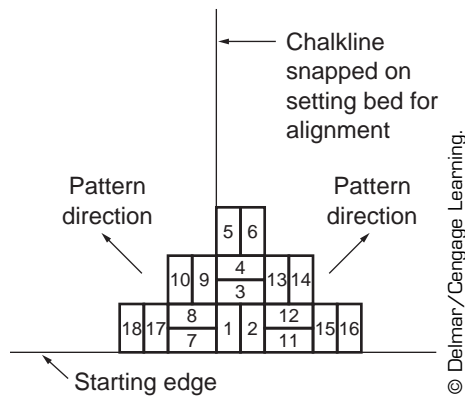 Chalkline
snapped on
setting bed for
alignment
Pattern
direction
Pattern
direction
5 6
10 9 4 13 14
3
18 17 8 1 2 12 15 16
7 11
Starting edge
© Delmar/Cengage Learning.